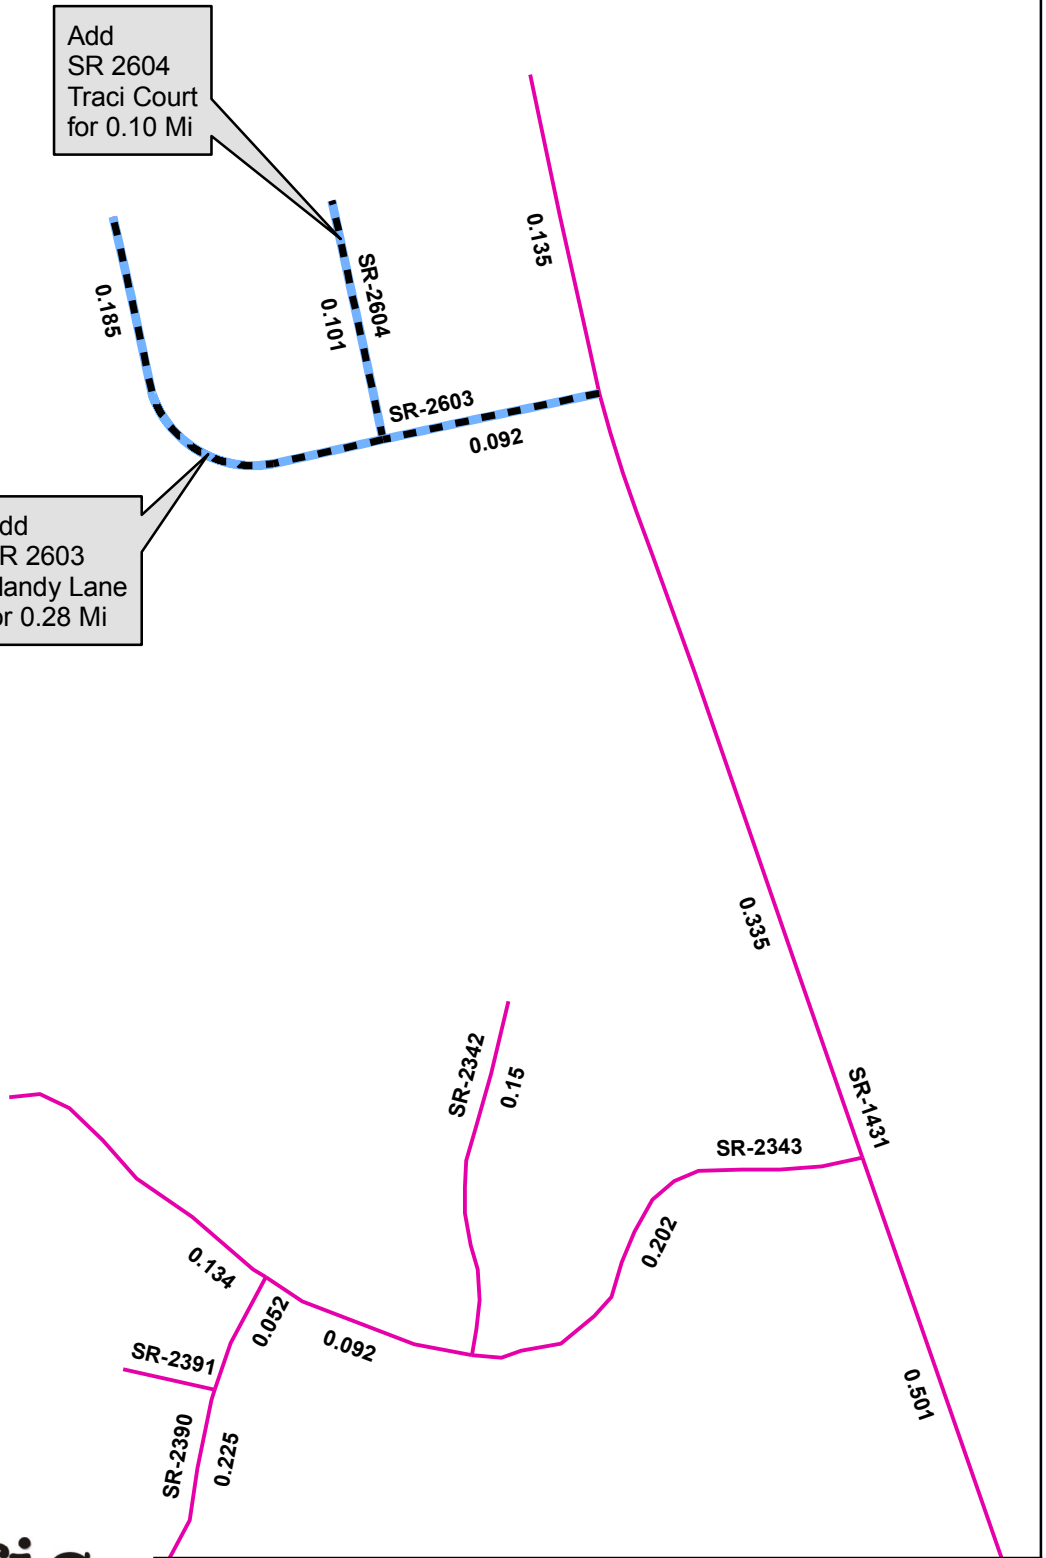 Add
SR 2604
Traci Court
for 0.10 Mi
0.135
SR-2604
0.101
0.185
SR-2603
0.092
dd
R 2603
andy Lane
or 0.28 Mi
0.335
SR-2342
0.15
SR-1431
SR-2343
0.202
0.134
0.052
0.092
SR-2391
0.501
SR-2390
0.225